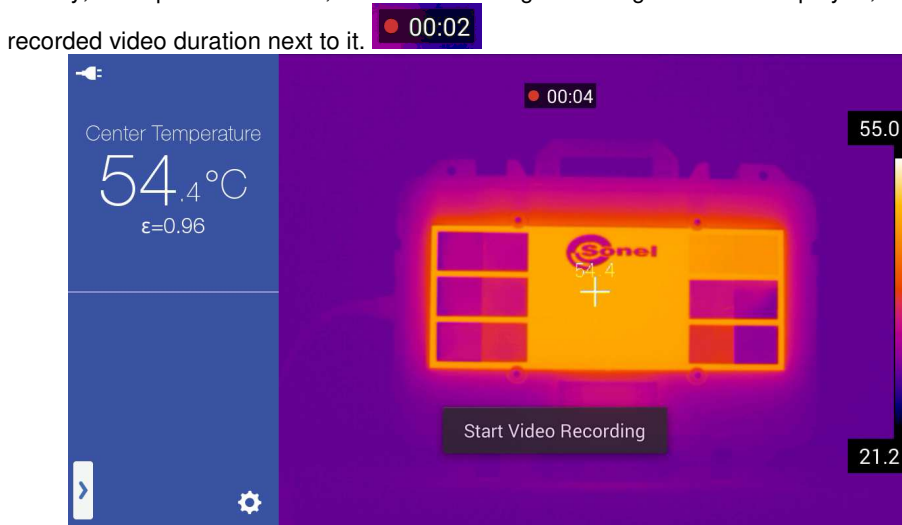 recorded video duration next to it. 00:02
00:04
Center Temperature
54.4°C
ε=0.96
Sonel
54.4
55.0
Start Video Recording
21.2